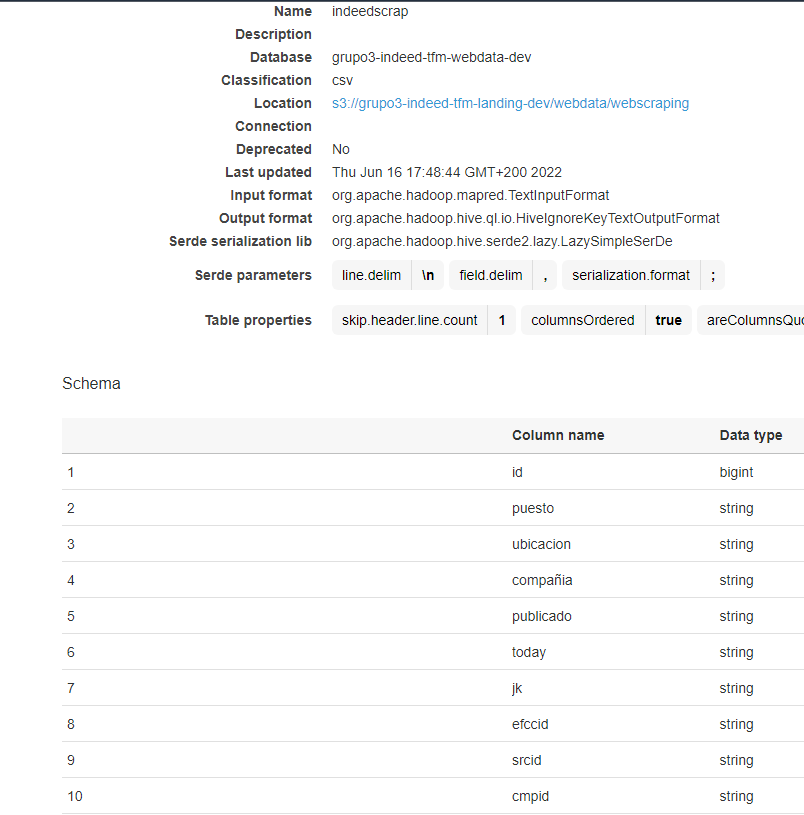 Name indeedscrap
Description
Database grupo3-indeed-tfm-webdata-dev
Classification csv
Location s3://grupo3-indeed-tfm-landing-dev/webdata/webscraping
Connection
Deprecated No
Last updated Thu Jun 16 17:48:44 GMT+200 2022
Input format org.apache.hadoop.mapred.TextInputFormat
Output format org.apache.hadoop.hive.ql.io.HiveIgnoreKeyTextOutputFormat
Serde serialization lib org.apache.hadoop.hive.serde2.lazy.LazySimpleSerDe
Serde parameters line.delim \n field.delim , serialization.format ;
Table properties skip.header.line.count 1 columnsOrdered true areColumnsQuo
Schema
Column name Data type
1 id bigint
2 puesto string
3 ubicacion string
4 compañia string
5 publicado string
6 today string
7 jk string
8 efccid string
9 srcid string
10 cmpid string